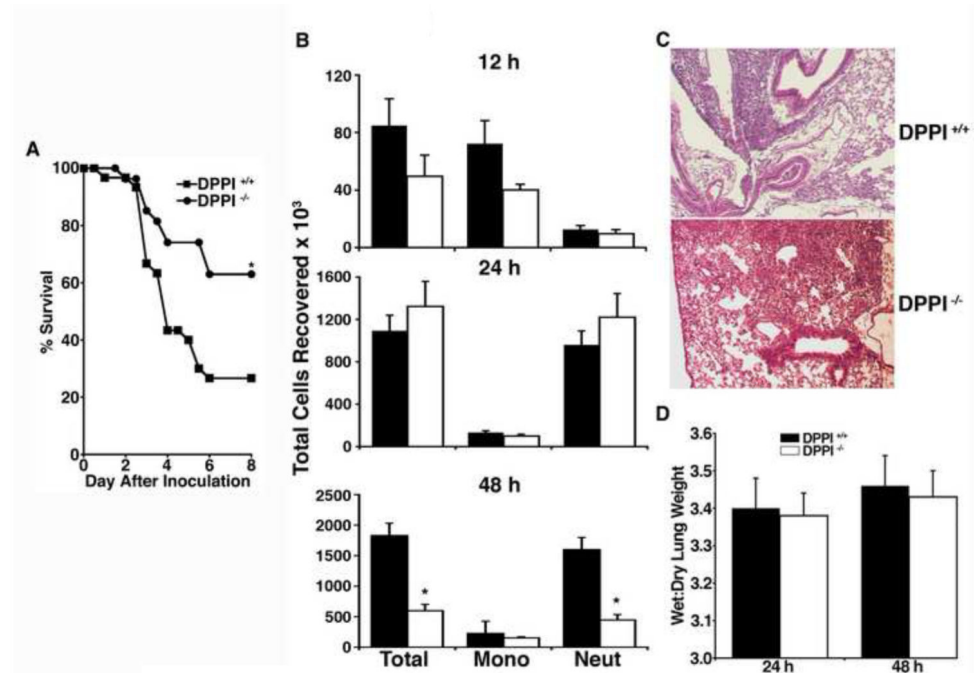 A
100
80
60
40
20
0
% Survival
DPPI +/+
DPPI -/-
*
0 2 4 6 8
Day After Inoculation
B
Total Cells Recovered x 10³
12 h
120
80
40
0
24 h
1600
1200
800
400
0
48 h
2500
2000
1500
1000
500
0
*
*
Total Mono Neut
C
DPPI +/+
DPPI -/-
D
Wet:Dry Lung Weight
3.6
3.5
3.4
3.3
3.2
3.1
3.0
DPPI +/+
DPPI -/-
24 h 48 h